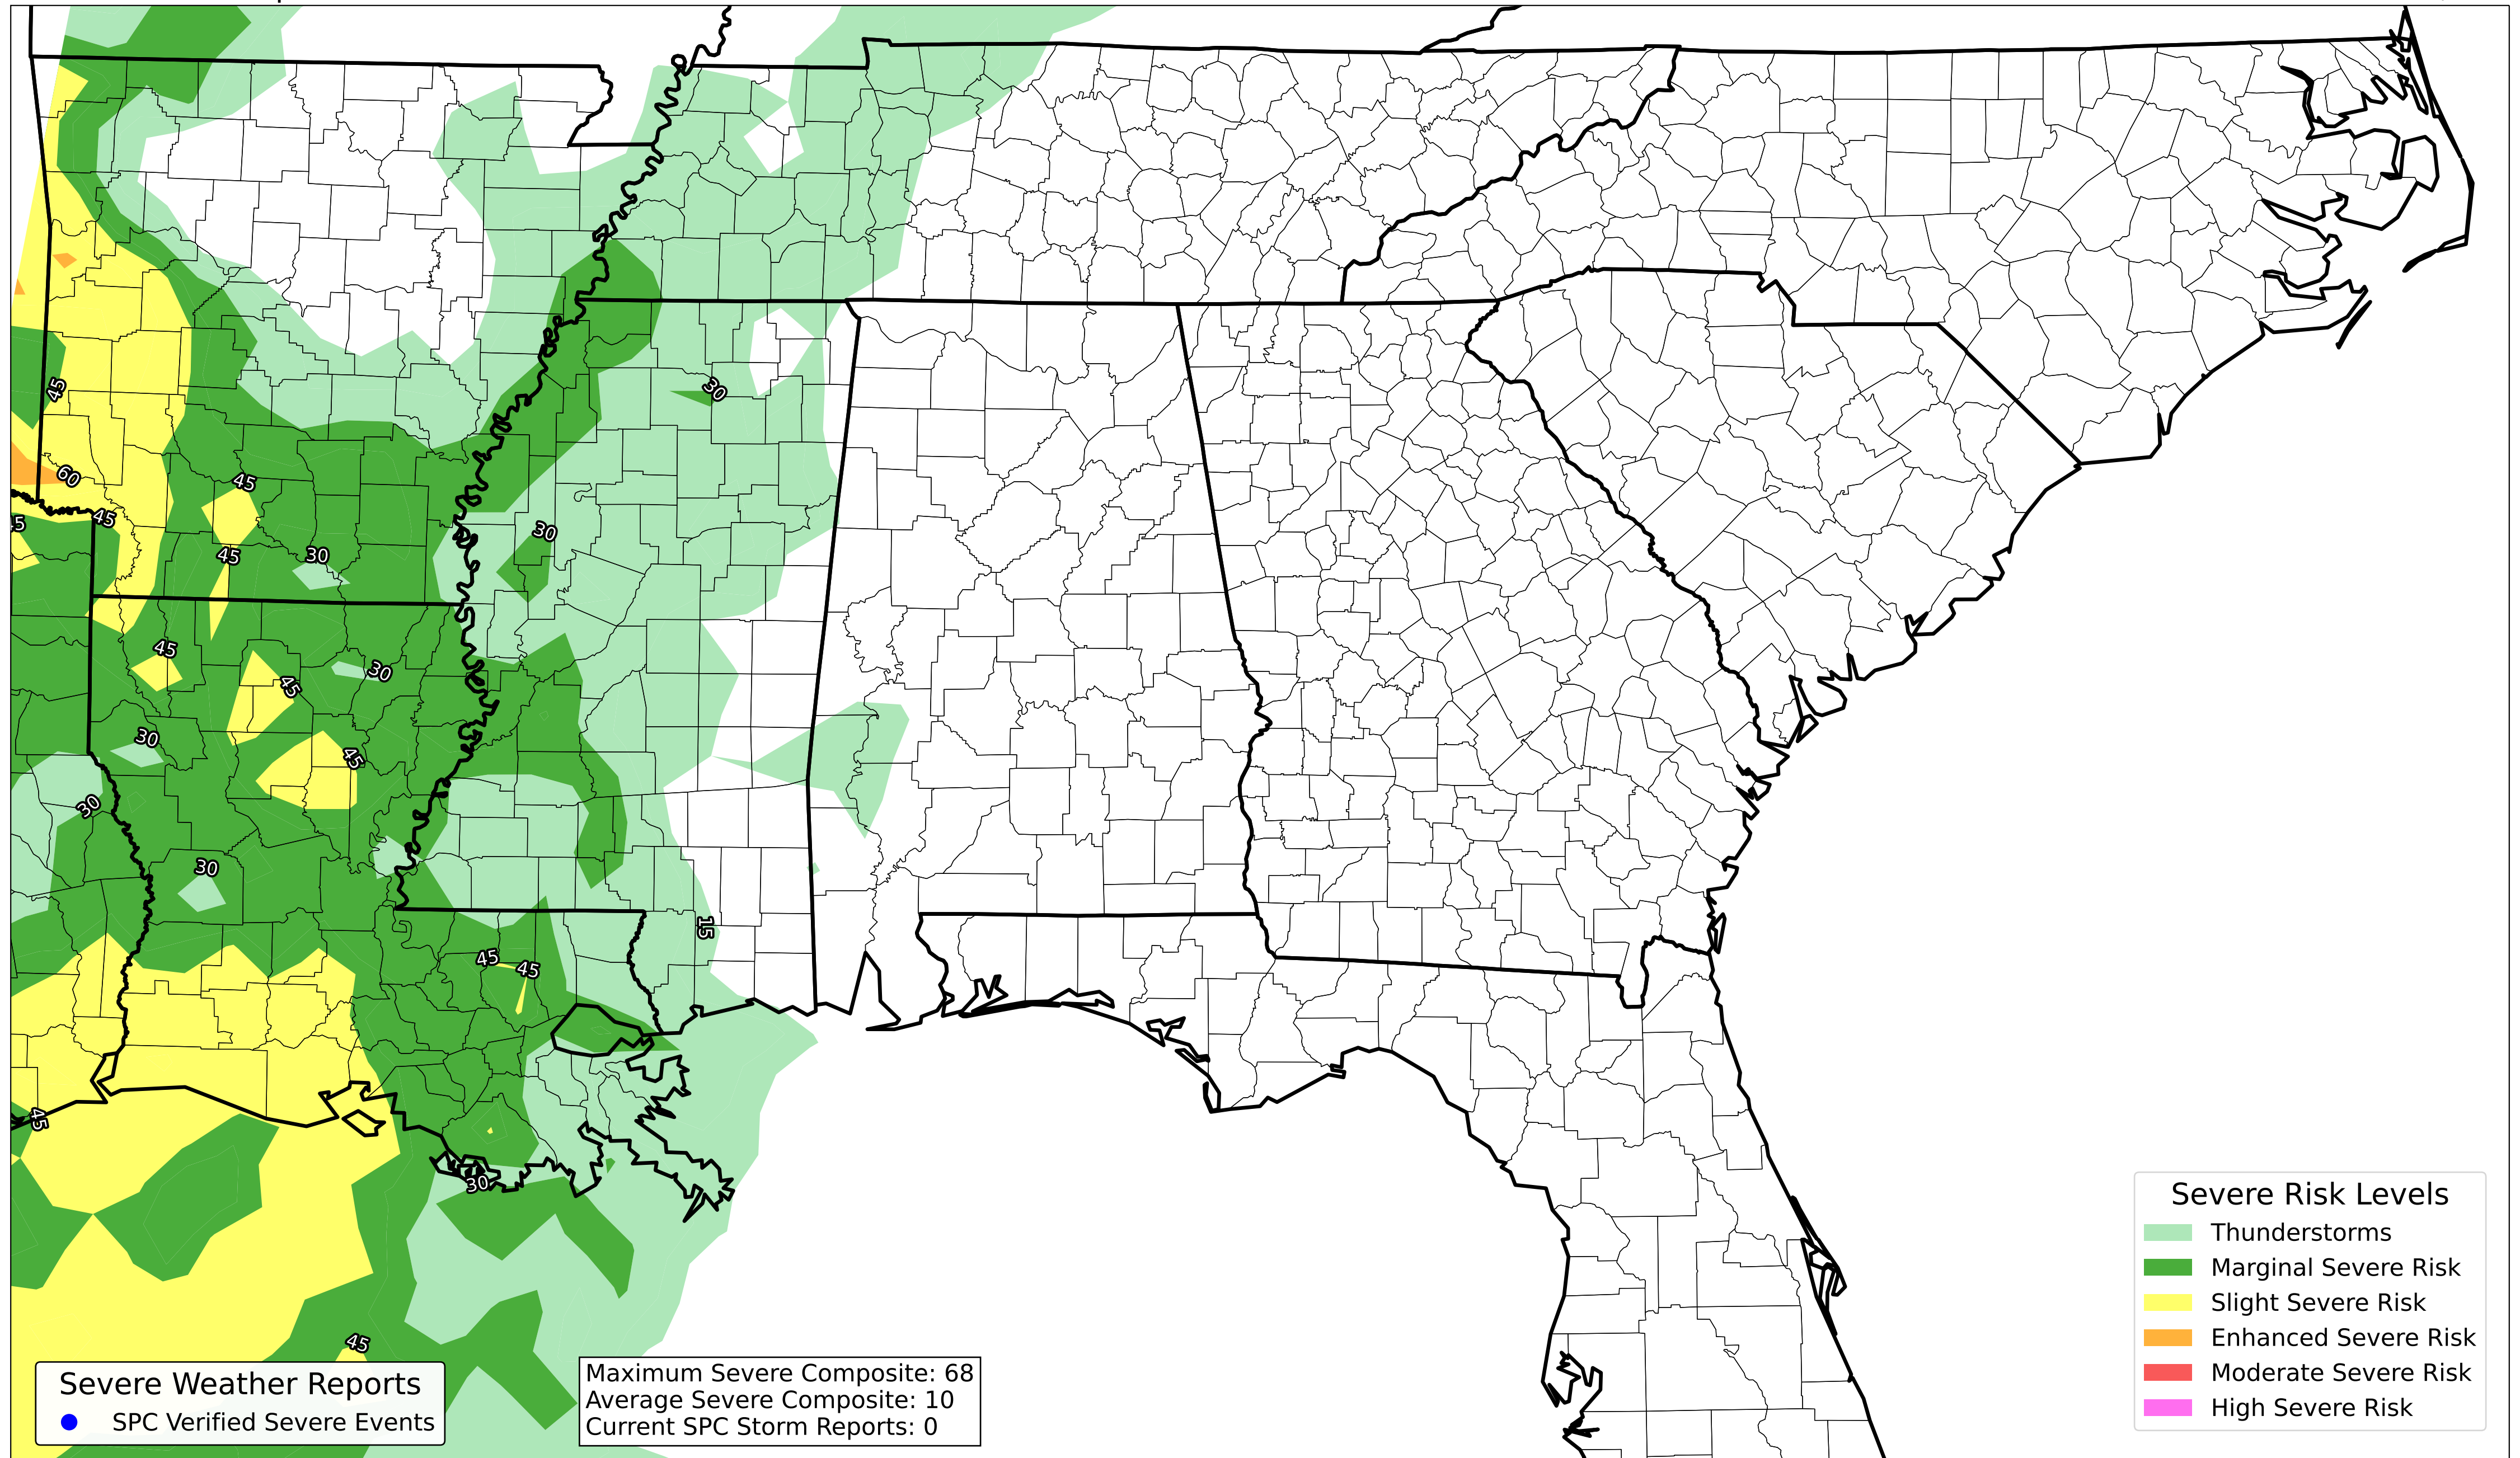 30
45
60
45
45
5
30
45
30
45
30
45
30
45
30
30
15
45
45
45
30
45
Severe Weather Reports
SPC Verified Severe Events
Maximum Severe Composite: 68
Average Severe Composite: 10
Current SPC Storm Reports: 0
Severe Risk Levels
Thunderstorms
Marginal Severe Risk
Slight Severe Risk
Enhanced Severe Risk
Moderate Severe Risk
High Severe Risk